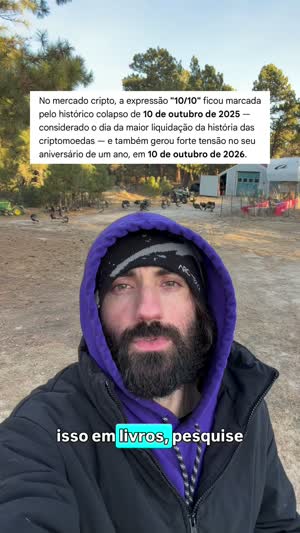 No mercado cripto, a expressão "10/10" ficou marcada
pelo histórico colapso de 10 de outubro de 2025 —
considerado o dia da maior liquidação da história das
criptomoedas — e também gerou forte tensão no seu
aniversário de um ano, em 10 de outubro de 2026.
isso em livros, pesquise